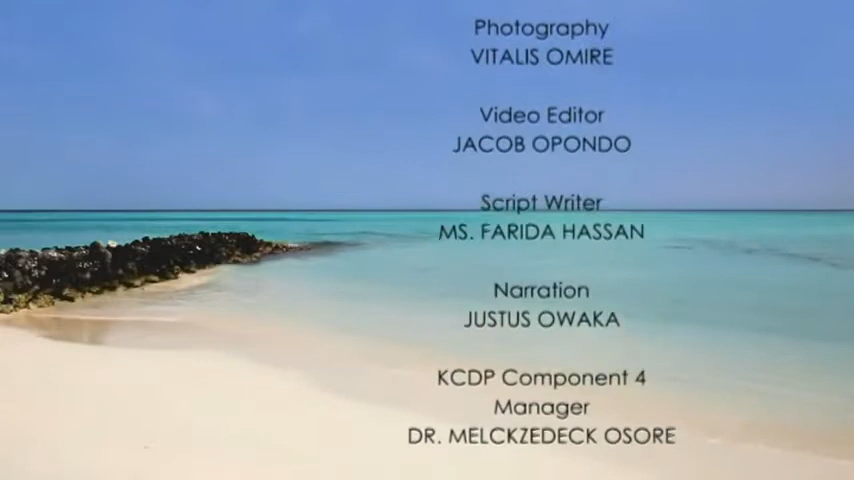 Photography
VITALIS OMIRE
Video Editor
JACOB OPONDO
Script Writer
MS. FARIDA HASSAN
Narration
JUSTUS OWAKA
KCDP Component 4
Manager
DR. MELCKZEDECK OSORE